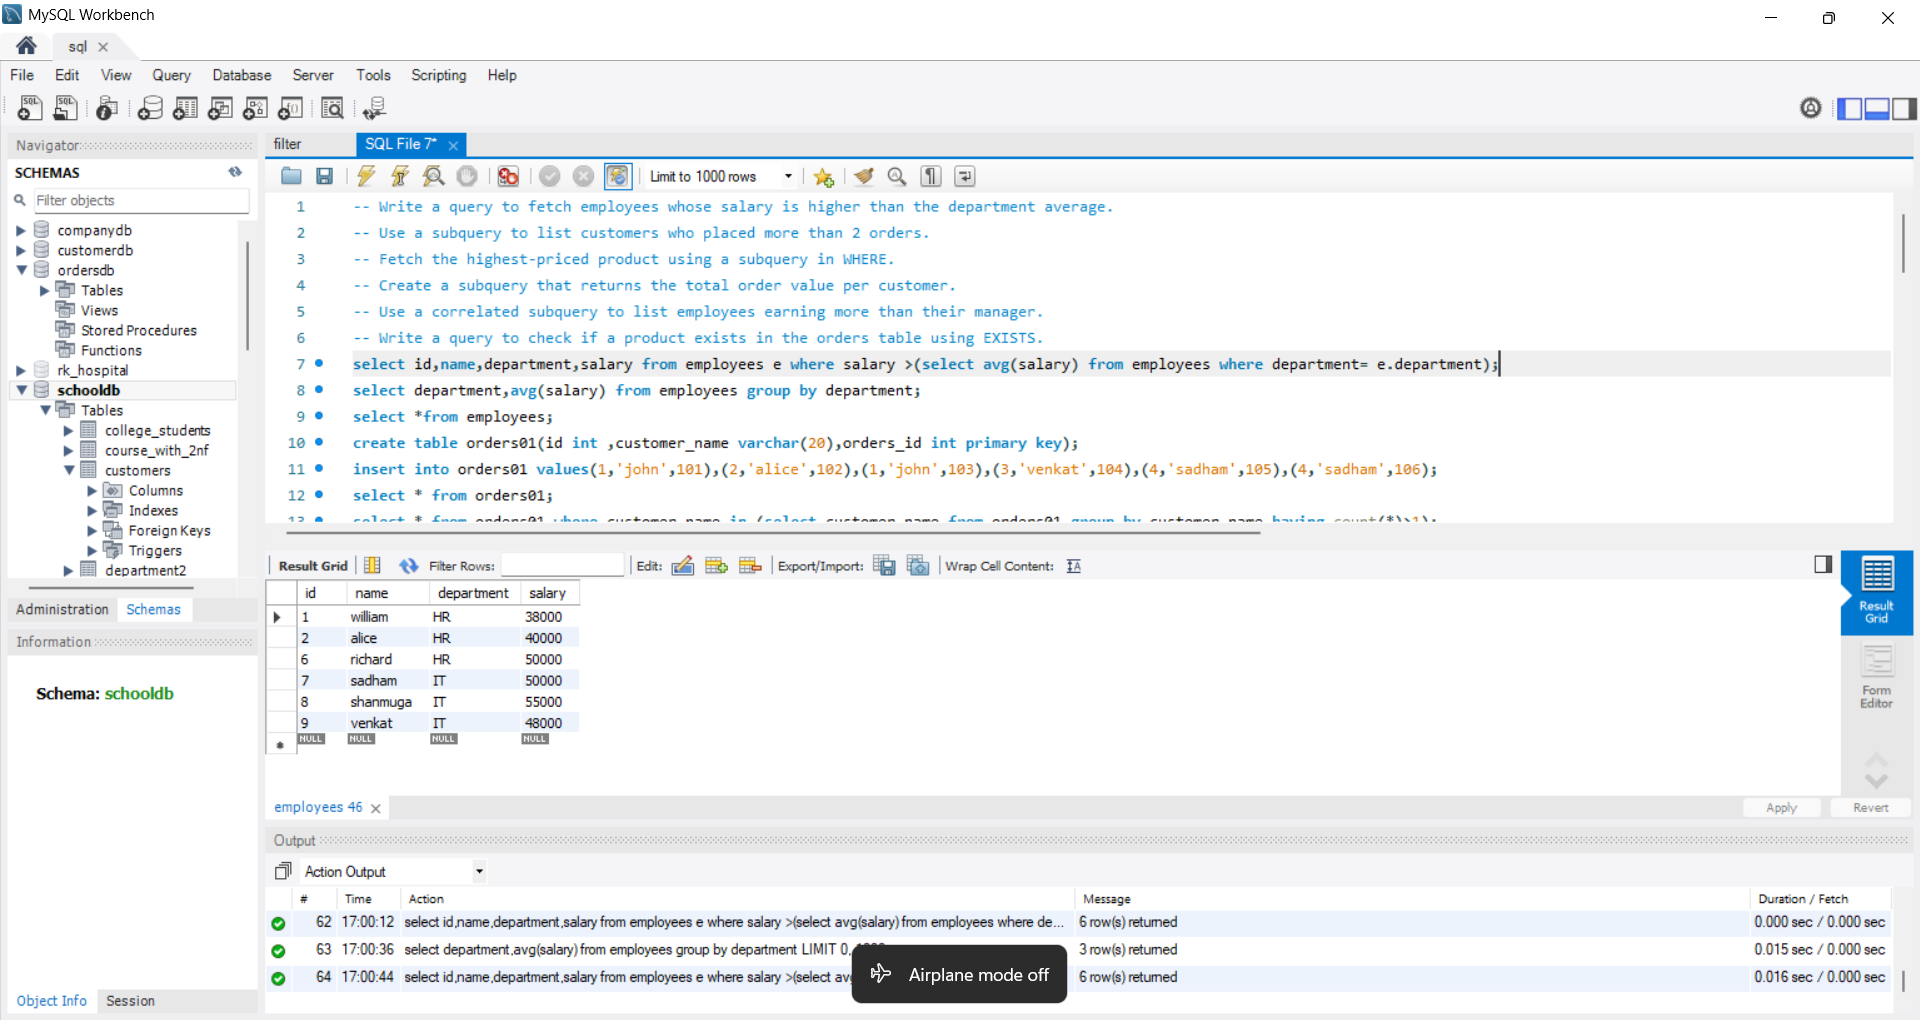 MySQL Workbench
sql
File Edit View Query Database Server Tools Scripting Help
Navigator
SCHEMAS
Filter objects
companydb
customerdb
ordersdb
Tables
Views
Stored Procedures
Functions
rk_hospital
schooldb
Tables
college_students
course_with_2nf
customers
Columns
Indexes
Foreign Keys
Triggers
department2
Administration Schemas
Information
Schema: schooldb
Object Info Session
filter SQL File 7*
Limit to 1000 rows
1 -- Write a query to fetch employees whose salary is higher than the department average.
2 -- Use a subquery to list customers who placed more than 2 orders.
3 -- Fetch the highest-priced product using a subquery in WHERE.
4 -- Create a subquery that returns the total order value per customer.
5 -- Use a correlated subquery to list employees earning more than their manager.
6 -- Write a query to check if a product exists in the orders table using EXISTS.
7 select id,name,department,salary from employees e where salary >(select avg(salary) from employees where department= e.department);
8 select department,avg(salary) from employees group by department;
9 select *from employees;
10 create table orders01(id int ,customer_name varchar(20),orders_id int primary key);
11 insert into orders01 values(1,'john',101),(2,'alice',102),(1,'john',103),(3,'venkat',104),(4,'sadham',105),(4,'sadham',106);
12 select * from orders01;
13 select * from orders01 where customer_name in (select customer_name from orders01 group by customer_name having count(*)>1);
Result Grid Filter Rows: Edit: Export/Import: Wrap Cell Content:
id name department salary
1 william HR 38000
2 alice HR 40000
6 richard HR 50000
7 sadham IT 50000
8 shanmuga IT 55000
9 venkat IT 48000
NULL NULL NULL NULL
Result Grid
Form Editor
employees 46
Apply Revert
Output
Action Output
# Time Action Message Duration / Fetch
62 17:00:12 select id,name,department,salary from employees e where salary >(select avg(salary) from employees where de... 6 row(s) returned 0.000 sec / 0.000 sec
63 17:00:36 select department,avg(salary) from employees group by department LIMIT 0, 3 row(s) returned 0.015 sec / 0.000 sec
64 17:00:44 select id,name,department,salary from employees e where salary >(select av 6 row(s) returned 0.016 sec / 0.000 sec
Airplane mode off